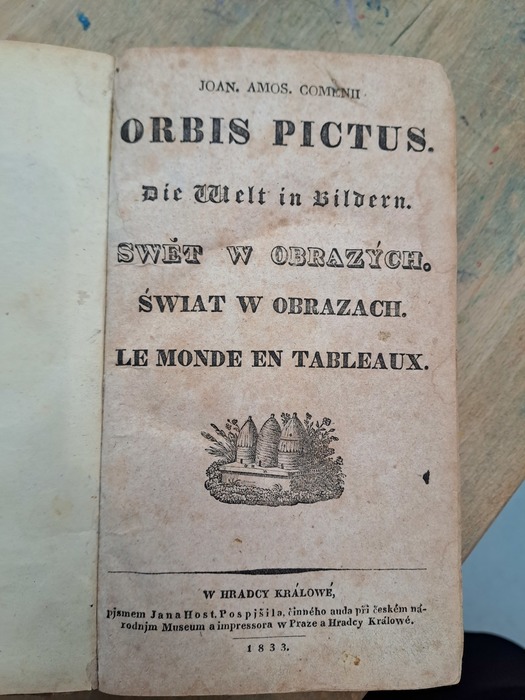 JOAN. AMOS. COMENII
ORBIS PICTUS.
Die Welt in Bildern.
SWĚT W OBRAZÝCH.
ŚWIAT W OBRAZACH.
LE MONDE EN TABLEAUX.
W HRADCY KRÁLOWÉ,
pjsmem Jana Host. Pospjšila, činného auda při českém ná-
rodnjm Museum a impressora w Praze a Hradcy Králowé.
1833.